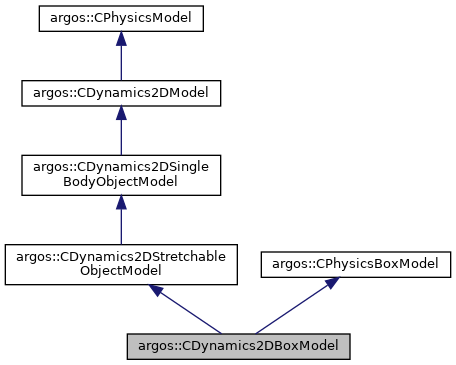 argos::CPhysicsModel
argos::CDynamics2DModel
argos::CDynamics2DSingle
BodyObjectModel
argos::CDynamics2DStretchable
ObjectModel
argos::CPhysicsBoxModel
argos::CDynamics2DBoxModel